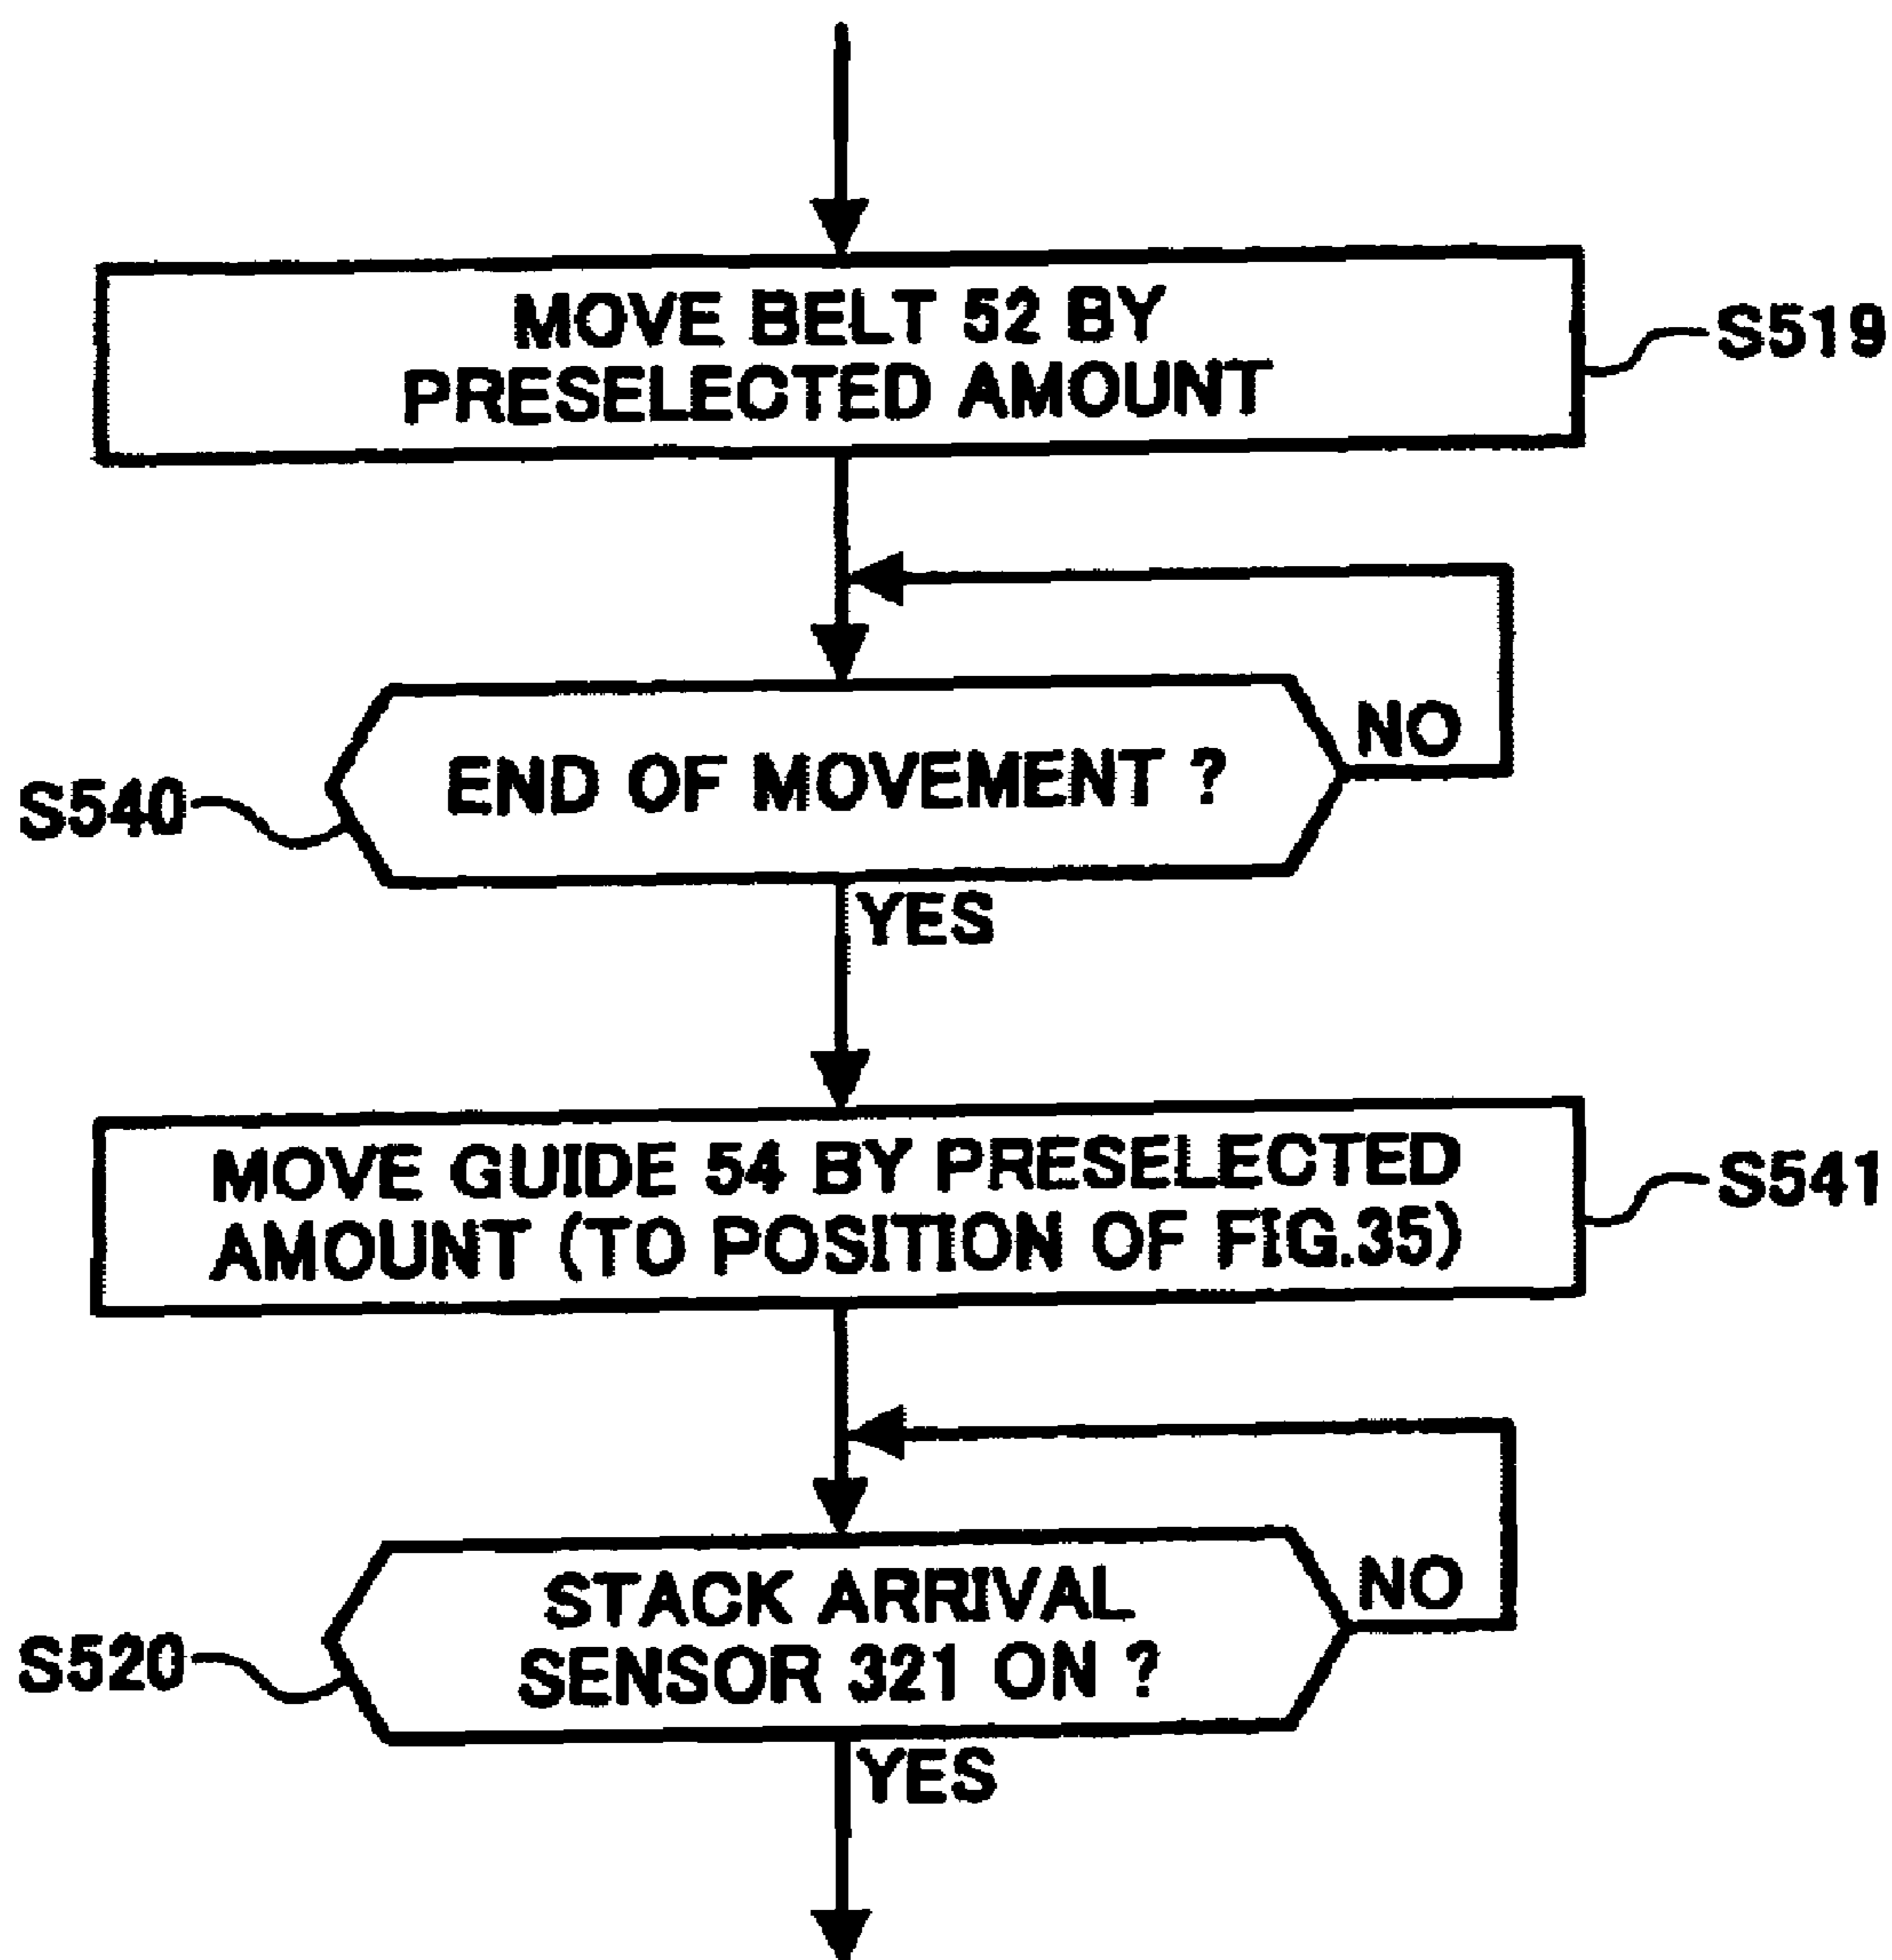 MOVE BELT 52 BY
PRESELECTED AMOUNT
S519
END OF MOVEMENT ?
NO
S540
YES
MOVE GUIDE 54 BY PRESELECTED
AMOUNT (TO POSITION OF FIG.35)
S541
STACK ARRIVAL
SENSOR 321 ON ?
NO
S520
YES